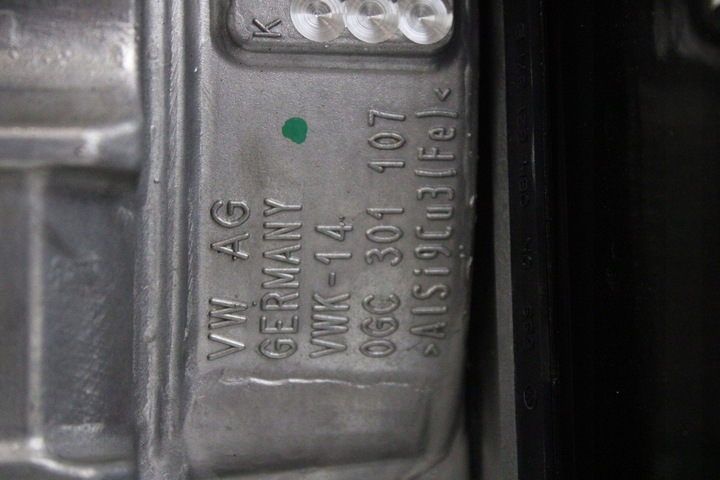 K
VW AG
GERMANY
VWK-14
0GC 301 107
>AlSi9Cu3(Fe)<